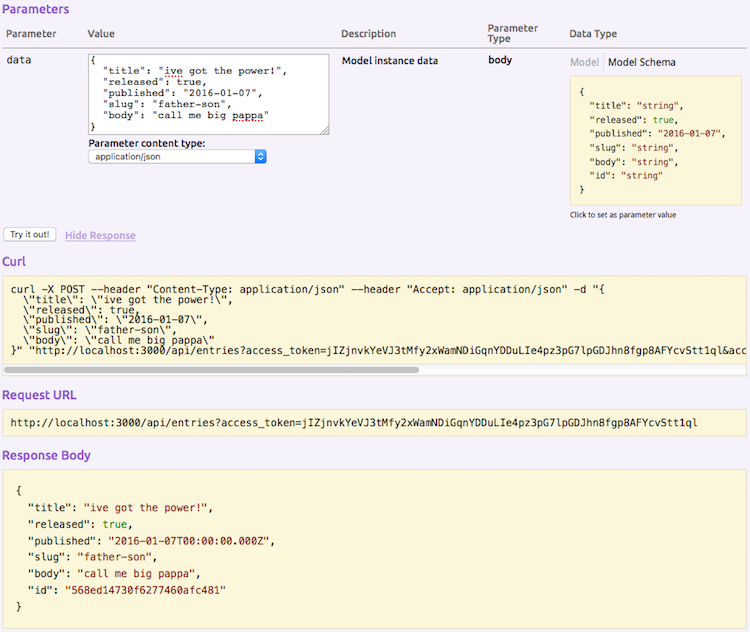 Parameters
Parameter Value Description Parameter Type Data Type
data
{
"title": "ive got the power!",
"released": true,
"published": "2016-01-07",
"slug": "father-son",
"body": "call me big pappa"
}
Parameter content type:
application/json
Model instance data
body
Model Model Schema
{
"title": "string",
"released": true,
"published": "2016-01-07",
"slug": "string",
"body": "string",
"id": "string"
}
Click to set as parameter value
Try it out! Hide Response
Curl
curl -X POST --header "Content-Type: application/json" --header "Accept: application/json" -d "{
\"title\": \"ive got the power!\",
\"released\": true,
\"published\": \"2016-01-07\",
\"slug\": \"father-son\",
\"body\": \"call me big pappa\"
}" "http://localhost:3000/api/entries?access_token=jIZjnvkYeVJ3tMfy2xWamNDiGqnYDDuLIe4pz3pG7lpGDJhn8fgp8AFYcvStt1ql&acc
Request URL
http://localhost:3000/api/entries?access_token=jIZjnvkYeVJ3tMfy2xWamNDiGqnYDDuLIe4pz3pG7lpGDJhn8fgp8AFYcvStt1ql
Response Body
{
"title": "ive got the power!",
"released": true,
"published": "2016-01-07T00:00:00.000Z",
"slug": "father-son",
"body": "call me big pappa",
"id": "568ed14730f6277460afc481"
}